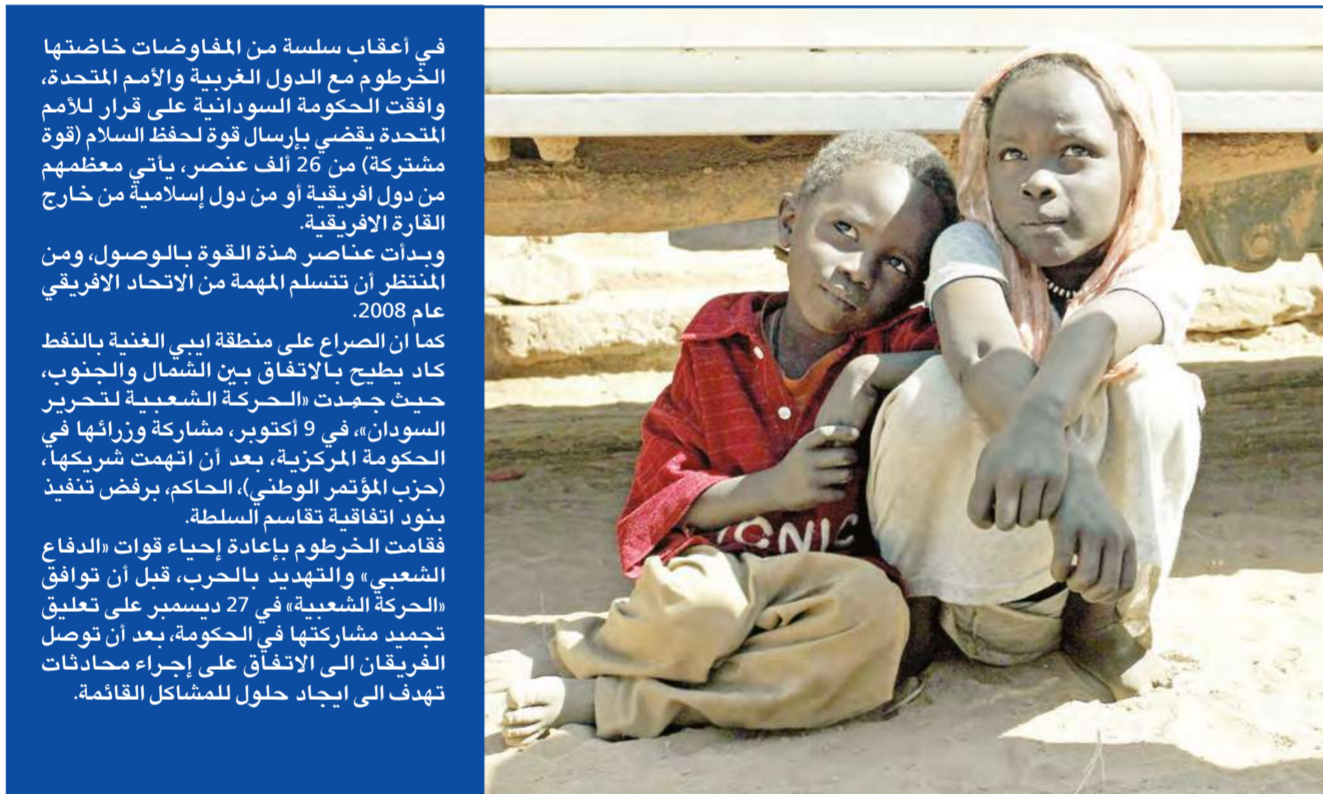 في أعقاب سلسة من المفاوضات خاضتها
الخرطوم مع الدول الغربية والأمم المتحدة،
وافقت الحكومة السودانية على قرار للأمم
المتحدة يقضي بإرسال قوة لحفظ السلام (قوة
مشتركة) من 26 ألف عنصر، يأتي معظمهم
من دول افريقية أو من دول إسلامية من خارج
القارة الافريقية.
وبدأت عناصر هذة القوة بالوصول، ومن
المنتظر أن تتسلم المهمة من الاتحاد الافريقي
عام 2008.
كما ان الصراع على منطقة ايبي الغنية بالنفط
كاد يطيح بالاتفاق بين الشمال والجنوب،
حيث جمدت «الحركة الشعبية لتحرير
السودان»، في 9 أكتوبر، مشاركة وزرائها في
الحكومة المركزية، بعد أن اتهمت شريكها،
(حزب المؤتمر الوطني)، الحاكم، برفض تنفيذ
بنود اتفاقية تقاسم السلطة.
فقامت الخرطوم بإعادة إحياء قوات «الدفاع
الشعبي» والتهديد بالحرب، قبل أن توافق
«الحركة الشعبية» في 27 ديسمبر على تعليق
تجميد مشاركتها في الحكومة، بعد أن توصل
الفريقان الى الاتفاق على إجراء محادثات
تهدف الى ايجاد حلول للمشاكل القائمة.
ONIC